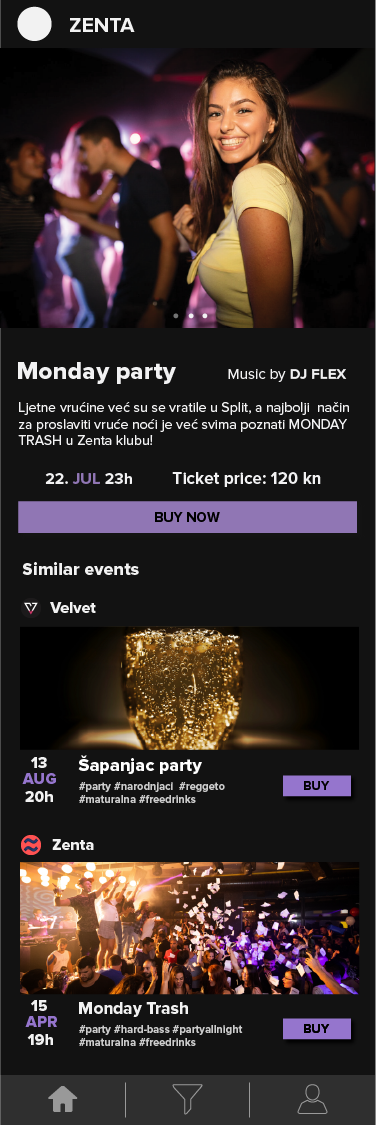 ZENTA
Monday party
Music by DJ FLEX
Ljetne vrućine već su se vratile u Split, a najbolji način
za proslaviti vruće noći je već svima poznati MONDAY
TRASH u Zenta klubu!
22. JUL 23h
Ticket price: 120 kn
BUY NOW
Similar events
Velvet
13
AUG
20h
Šapanjac party
#party #narodnjaci #reggeto
#maturalna #freedrinks
BUY
Zenta
15
APR
19h
Monday Trash
#party #hard-bass #partyallnight
#maturalna #freedrinks
BUY